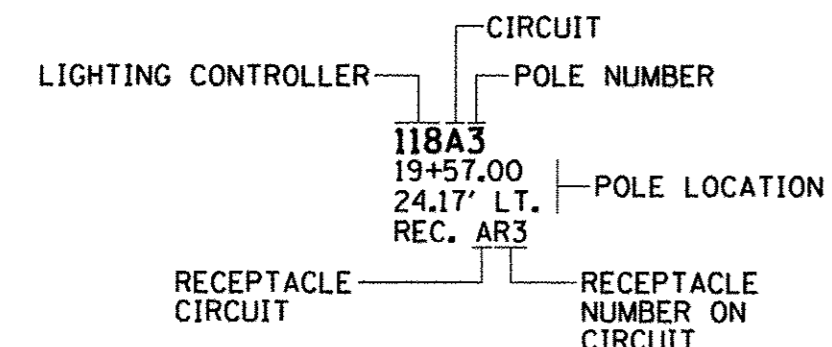 CIRCUIT
LIGHTING CONTROLLER
POLE NUMBER
118A3
19+57.00
24.17' LT.
POLE LOCATION
REC. AR3
RECEPTACLE
CIRCUIT
RECEPTACLE
NUMBER ON
CIRCUIT